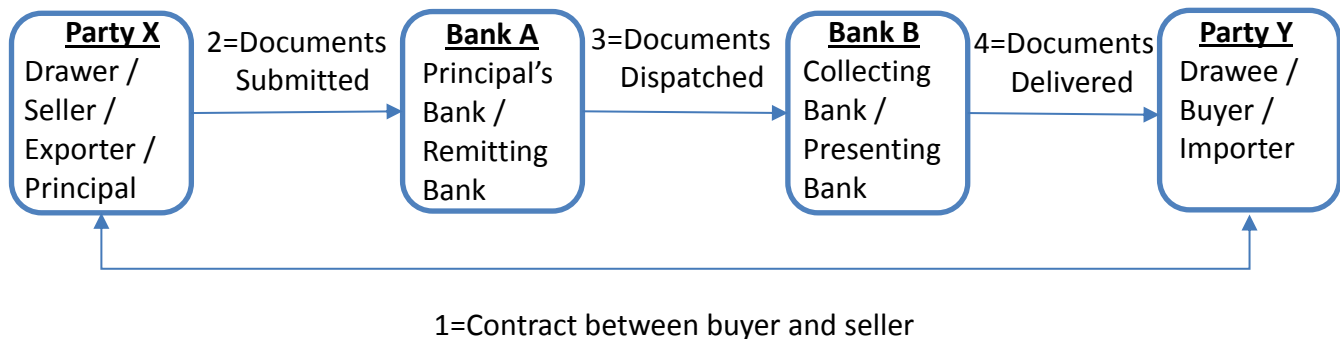 Party X
Drawer /
Seller /
Exporter /
Principal
2=Documents
Submitted
Bank A
Principal's
Bank /
Remitting
Bank
3=Documents
Dispatched
Bank B
Collecting
Bank /
Presenting
Bank
4=Documents
Delivered
Party Y
Drawee /
Buyer /
Importer
1=Contract between buyer and seller